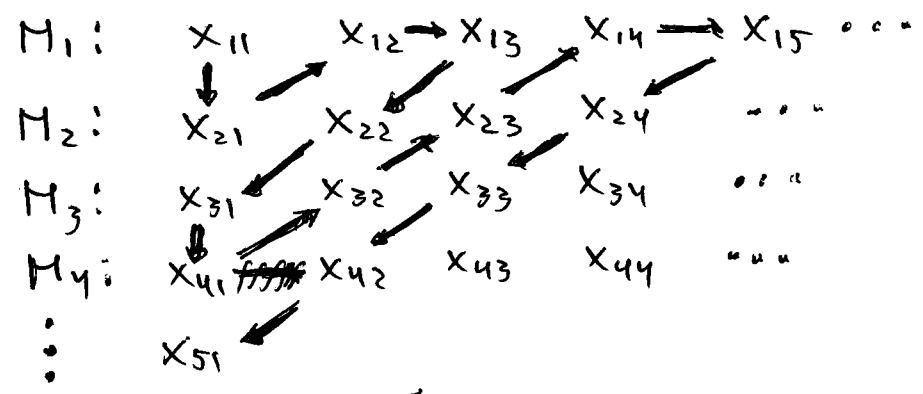 M₁: x₁₁ x₁₂ x₁₃ x₁₄ x₁₅ ...
M₂: x₂₁ x₂₂ x₂₃ x₂₄ ...
M₃: x₃₁ x₃₂ x₃₃ x₃₄ ...
M₄: x₄₁ x₄₂ x₄₃ x₄₄ ...
⋮ x₅₁